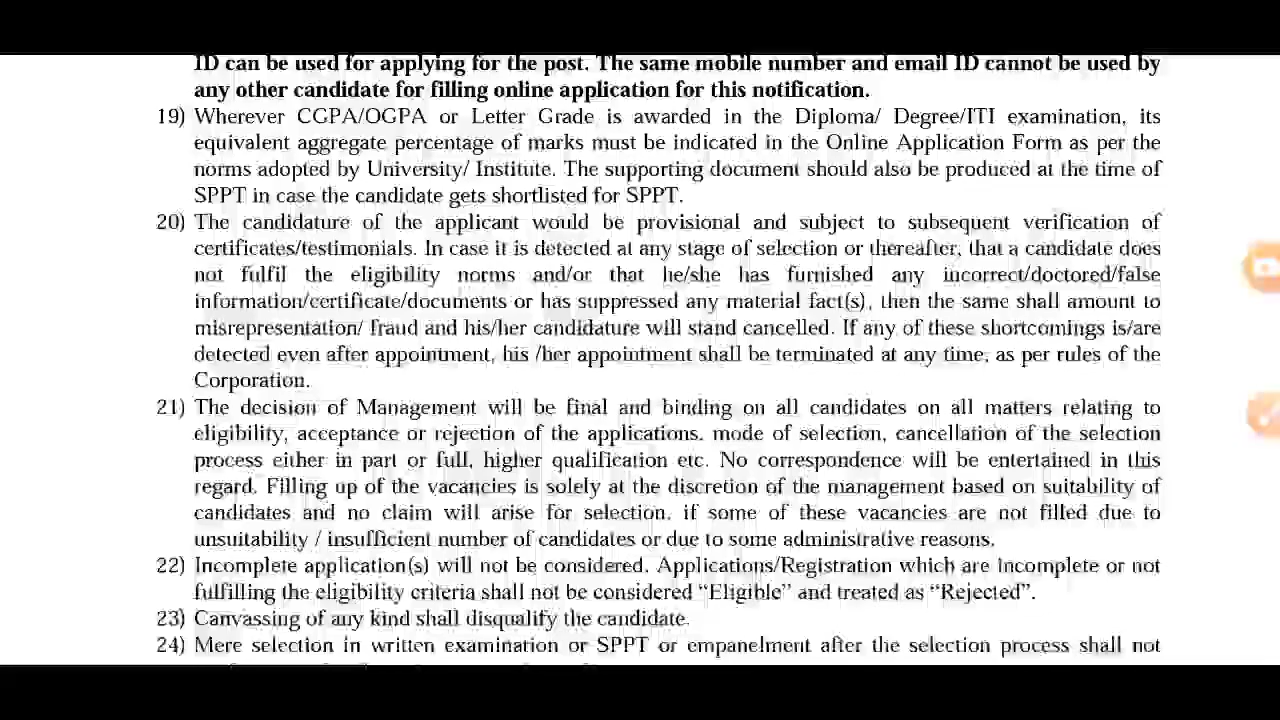 ID can be used for applying for the post. The same mobile number and email ID cannot be used by
any other candidate for filling online application for this notification.
19) Wherever CGPA/OGPA or Letter Grade is awarded in the Diploma/ Degree/ITI examination, its
equivalent aggregate percentage of marks must be indicated in the Online Application Form as per the
norms adopted by University/ Institute. The supporting document should also be produced at the time of
SPPT in case the candidate gets shortlisted for SPPT.
20) The candidature of the applicant would be provisional and subject to subsequent verification of
certificates/testimonials. In case it is detected at any stage of selection or thereafter, that a candidate does
not fulfil the eligibility norms and/or that he/she has furnished any incorrect/doctored/false
information/certificate/documents or has suppressed any material fact(s), then the same shall amount to
misrepresentation/ fraud and his/her candidature will stand cancelled. If any of these shortcomings is/are
detected even after appointment, his /her appointment shall be terminated at any time, as per rules of the
Corporation.
21) The decision of Management will be final and binding on all candidates on all matters relating to
eligibility, acceptance or rejection of the applications, mode of selection, cancellation of the selection
process either in part or full, higher qualification etc. No correspondence will be entertained in this
regard. Filling up of the vacancies is solely at the discretion of the management based on suitability of
candidates and no claim will arise for selection, if some of these vacancies are not filled due to
unsuitability / insufficient number of candidates or due to some administrative reasons.
22) Incomplete application(s) will not be considered. Applications/Registration which are incomplete or not
fulfilling the eligibility criteria shall not be considered “Eligible” and treated as “Rejected”.
23) Canvassing of any kind shall disqualify the candidate.
24) Mere selection in written examination or SPPT or empanelment after the selection process shall not